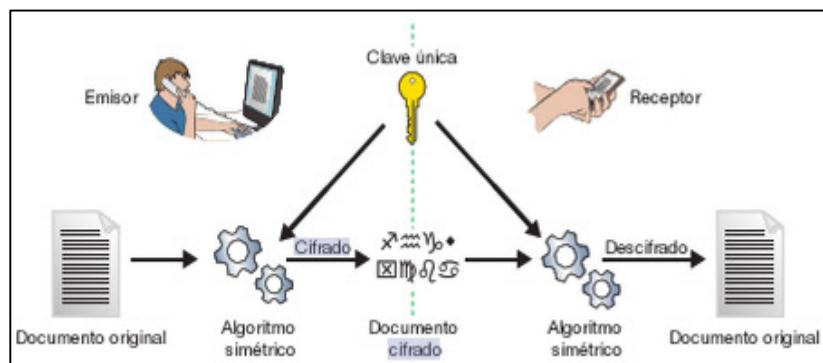 Clave única
Emisor
Receptor
Cifrado
Descifrado
Documento original
Algoritmo
simétrico
Documento
cifrado
Algoritmo
simétrico
Documento original